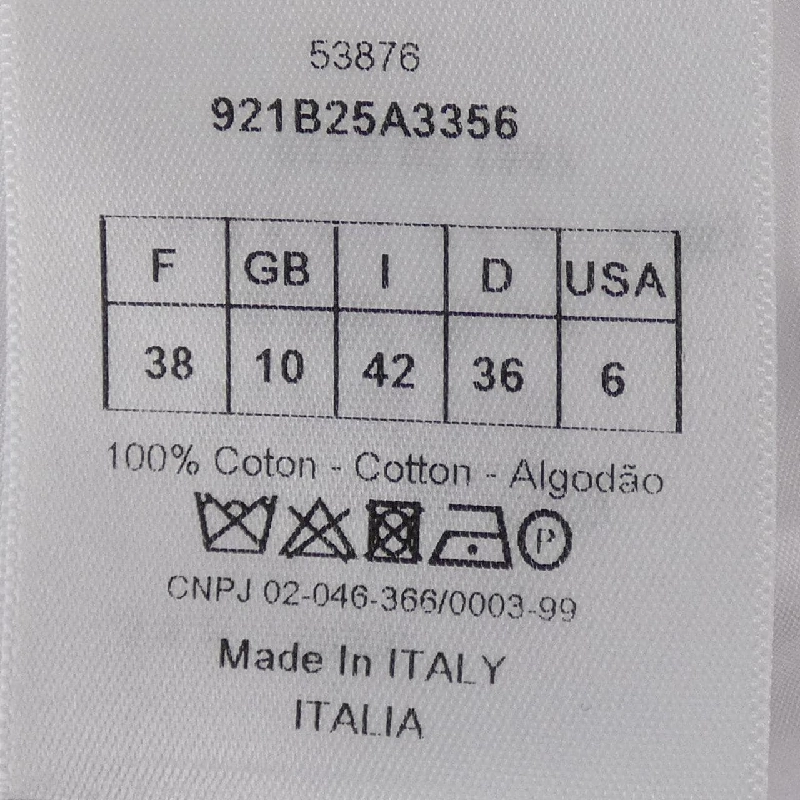 53876
921B25A3356
F GB I D USA
38 10 42 36 6
100% Coton - Cotton - Algodão
P
CNPJ 02-046-366/0003-99
Made In ITALY
ITALIA